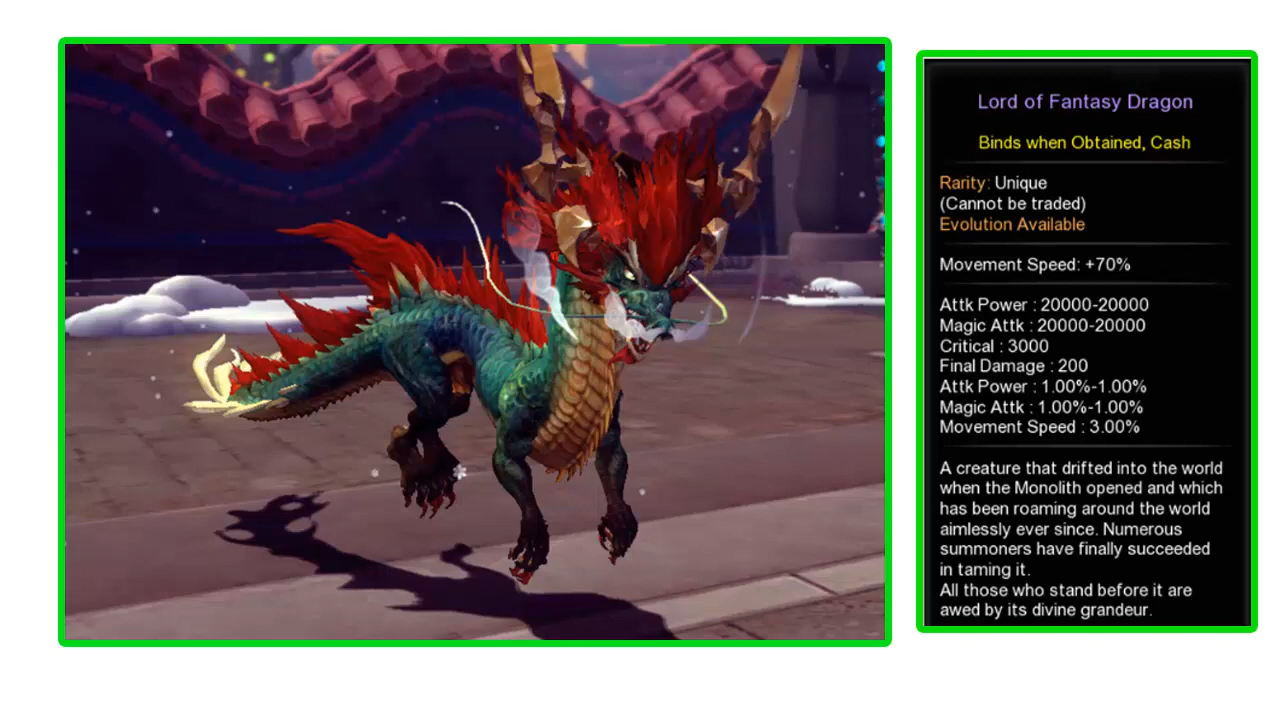 Lord of Fantasy Dragon
Binds when Obtained, Cash
Rarity: Unique
(Cannot be traded)
Evolution Available
Movement Speed: +70%
Attk Power : 20000-20000
Magic Attk : 20000-20000
Critical : 3000
Final Damage : 200
Attk Power : 1.00%-1.00%
Magic Attk : 1.00%-1.00%
Movement Speed : 3.00%
A creature that drifted into the world
when the Monolith opened and which
has been roaming around the world
aimlessly ever since. Numerous
summoners have finally succeeded
in taming it.
All those who stand before it are
awed by its divine grandeur.